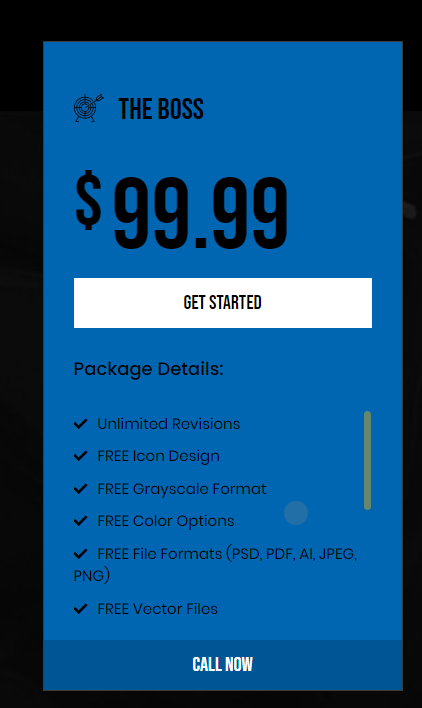 THE BOSS
$99.99
GET STARTED
Package Details:
Unlimited Revisions
FREE Icon Design
FREE Grayscale Format
FREE Color Options
FREE File Formats (PSD, PDF, AI, JPEG,
PNG)
FREE Vector Files
CALL NOW